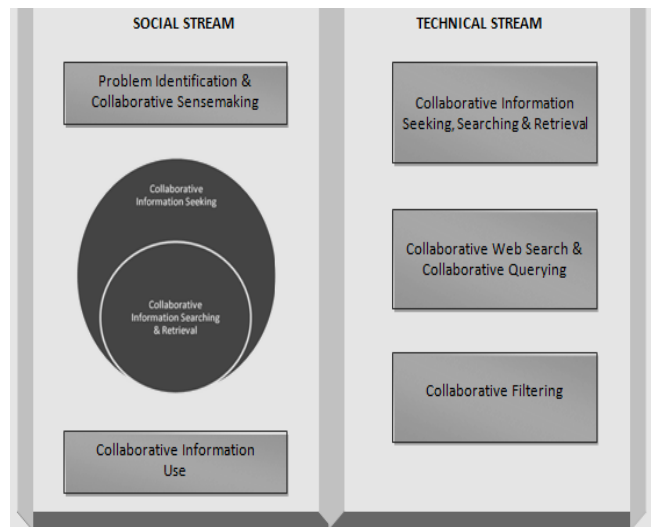 SOCIAL STREAM
Problem Identification &
Collaborative Sensemaking
Collaborative
Information Seeking
Collaborative
Information Searching
& Retrieval
Collaborative Information
Use
TECHNICAL STREAM
Collaborative Information
Seeking, Searching & Retrieval
Collaborative Web Search &
Collaborative Querying
Collaborative Filtering